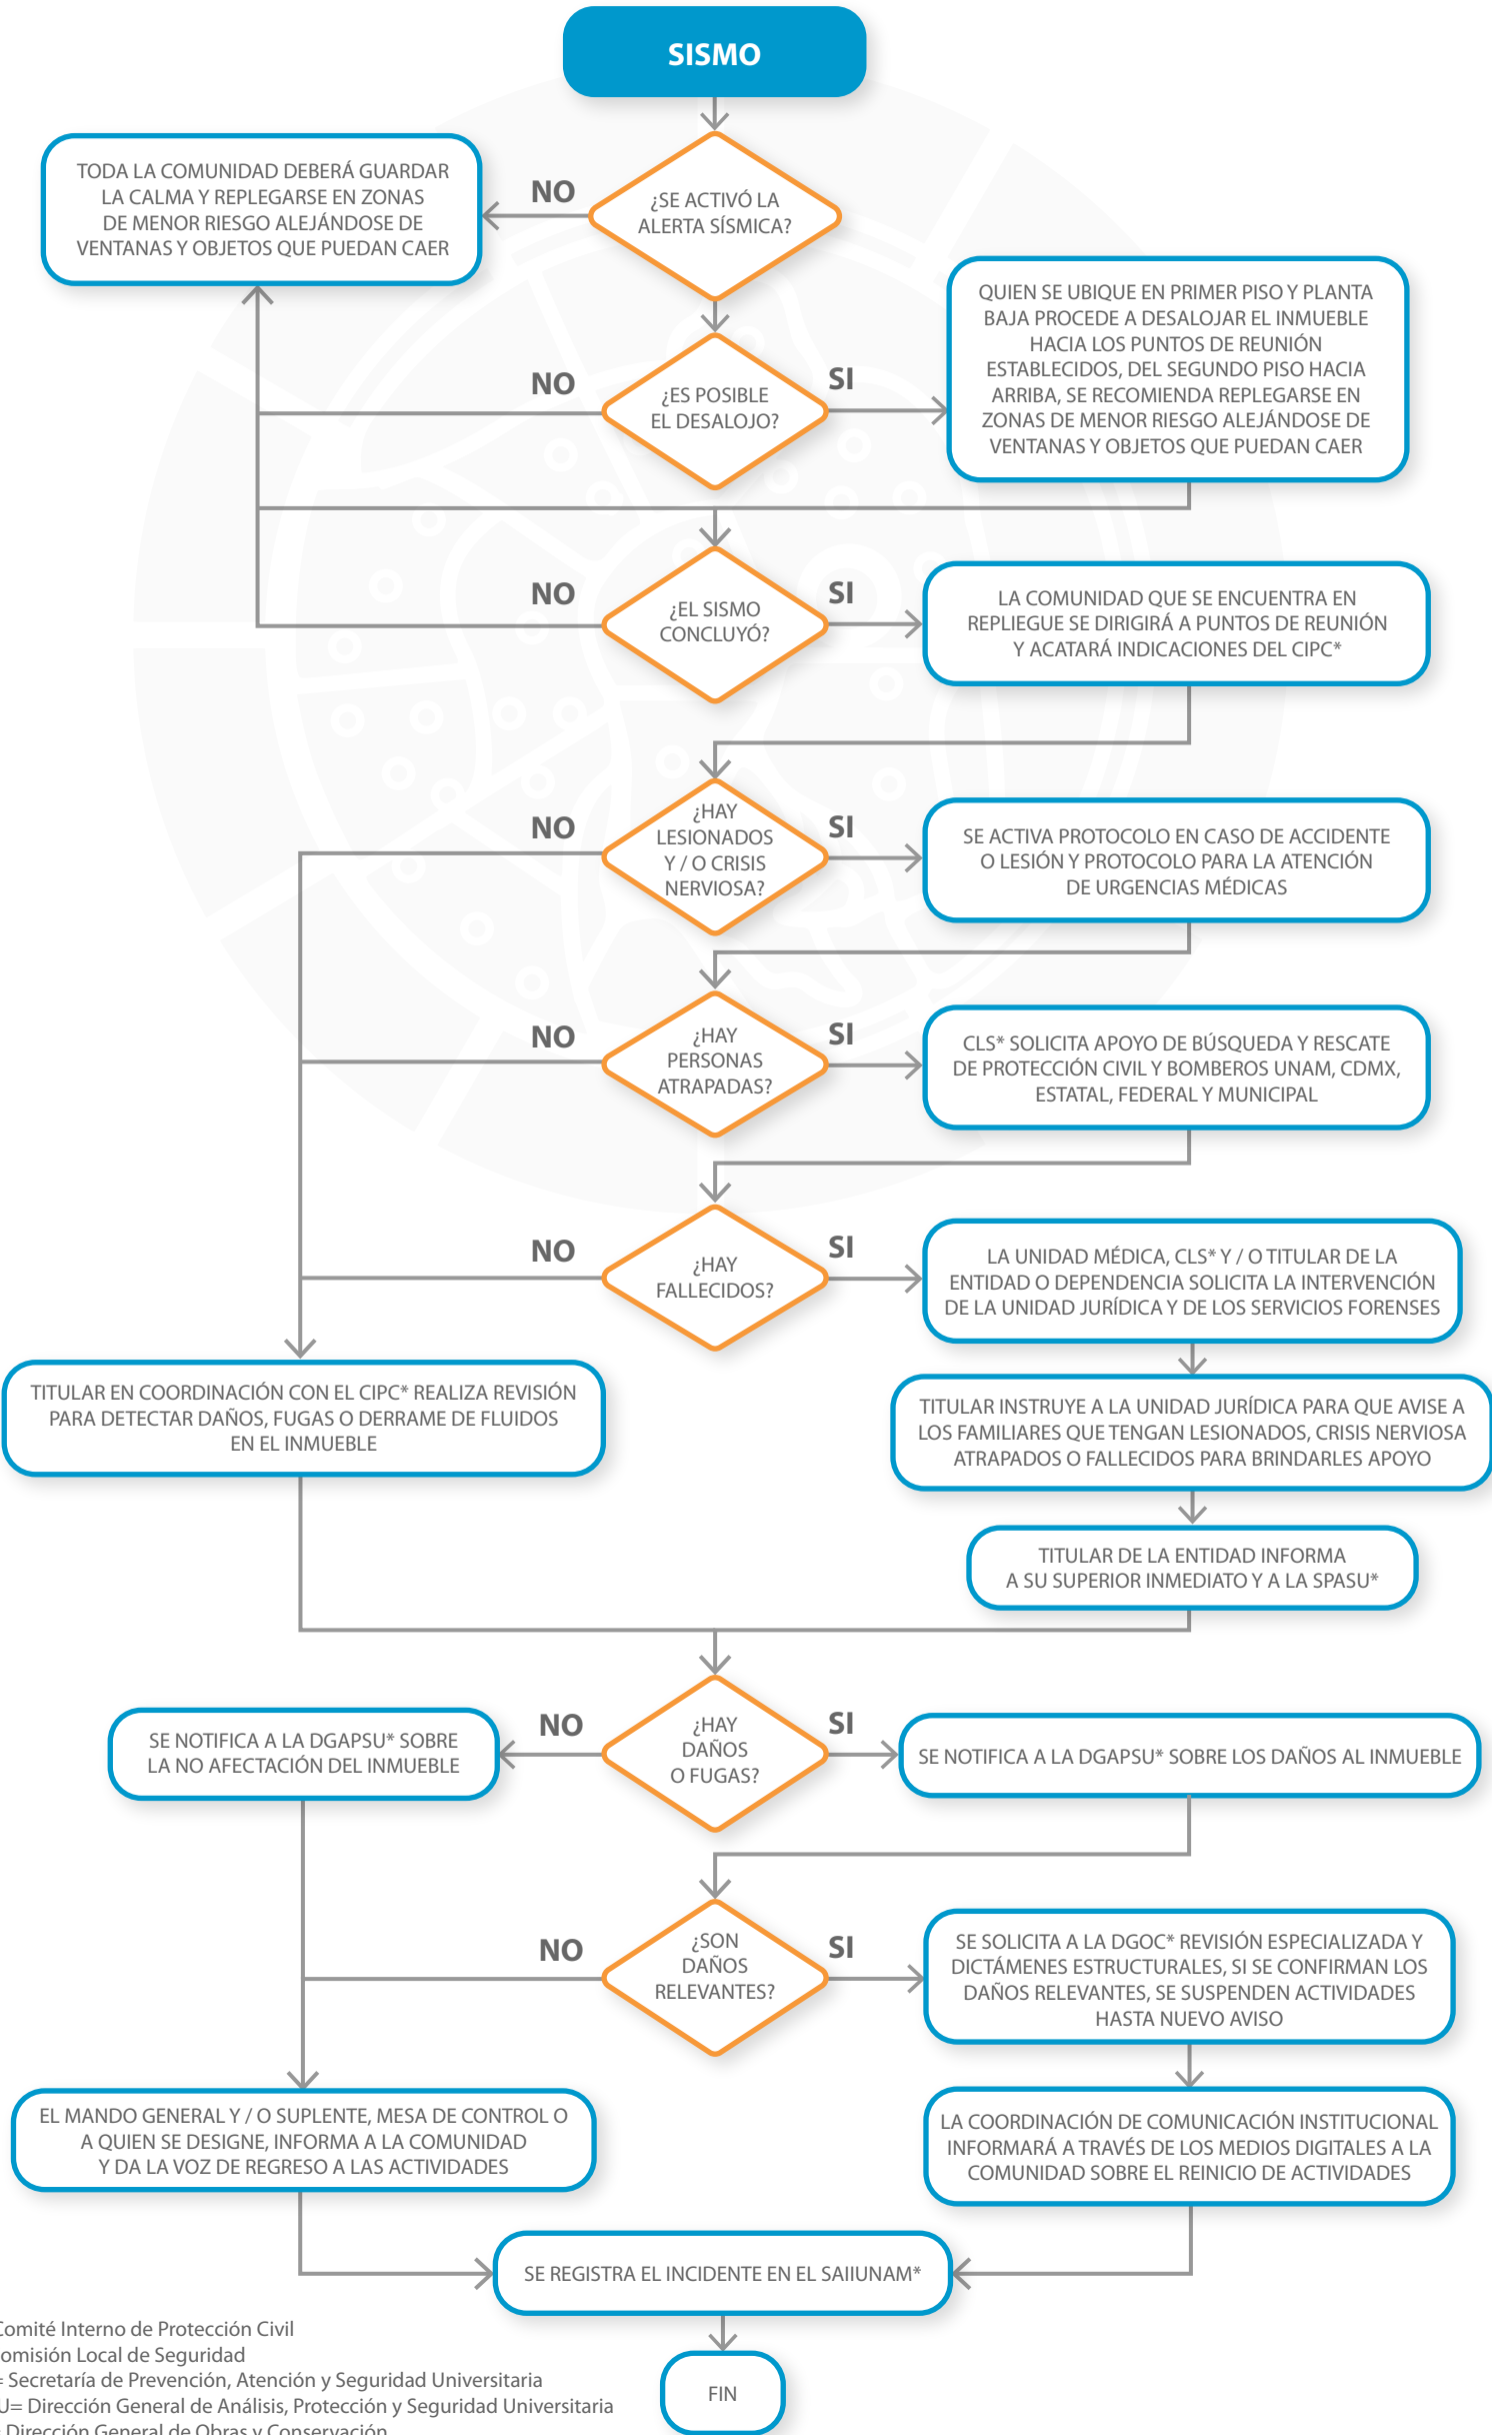 SISMO
¿SE ACTIVÓ LA
ALERTA SÍSMICA?
NO
TODA LA COMUNIDAD DEBERÁ GUARDAR
LA CALMA Y REPLEGARSE EN ZONAS
DE MENOR RIESGO ALEJÁNDOSE DE
VENTANAS Y OBJETOS QUE PUEDAN CAER
¿ES POSIBLE
EL DESALOJO?
NO
SI
QUIEN SE UBIQUE EN PRIMER PISO Y PLANTA
BAJA PROCEDE A DESALOJAR EL INMUEBLE
HACIA LOS PUNTOS DE REUNIÓN
ESTABLECIDOS, DEL SEGUNDO PISO HACIA
ARRIBA, SE RECOMIENDA REPLEGARSE EN
ZONAS DE MENOR RIESGO ALEJÁNDOSE DE
VENTANAS Y OBJETOS QUE PUEDAN CAER
¿EL SISMO
CONCLUYÓ?
NO
SI
LA COMUNIDAD QUE SE ENCUENTRA EN
REPLIEGUE SE DIRIGIRÁ A PUNTOS DE REUNIÓN
Y ACATARÁ INDICACIONES DEL CIPC*
¿HAY
LESIONADOS
Y / O CRISIS
NERVIOSA?
NO
SI
SE ACTIVA PROTOCOLO EN CASO DE ACCIDENTE
O LESIÓN Y PROTOCOLO PARA LA ATENCIÓN
DE URGENCIAS MÉDICAS
¿HAY
PERSONAS
ATRAPADAS?
NO
SI
CLS* SOLICITA APOYO DE BÚSQUEDA Y RESCATE
DE PROTECCIÓN CIVIL Y BOMBEROS UNAM, CDMX,
ESTATAL, FEDERAL Y MUNICIPAL
¿HAY
FALLECIDOS?
NO
SI
LA UNIDAD MÉDICA, CLS* Y / O TITULAR DE LA
ENTIDAD O DEPENDENCIA SOLICITA LA INTERVENCIÓN
DE LA UNIDAD JURÍDICA Y DE LOS SERVICIOS FORENSES
TITULAR EN COORDINACIÓN CON EL CIPC* REALIZA REVISIÓN
PARA DETECTAR DAÑOS, FUGAS O DERRAME DE FLUIDOS
EN EL INMUEBLE
TITULAR INSTRUYE A LA UNIDAD JURÍDICA PARA QUE AVISE A
LOS FAMILIARES QUE TENGAN LESIONADOS, CRISIS NERVIOSA
ATRAPADOS O FALLECIDOS PARA BRINDARLES APOYO
TITULAR DE LA ENTIDAD INFORMA
A SU SUPERIOR INMEDIATO Y A LA SPASU*
¿HAY
DAÑOS
O FUGAS?
NO
SI
SE NOTIFICA A LA DGAPSU* SOBRE
LA NO AFECTACIÓN DEL INMUEBLE
SE NOTIFICA A LA DGAPSU* SOBRE LOS DAÑOS AL INMUEBLE
¿SON
DAÑOS
RELEVANTES?
NO
SI
SE SOLICITA A LA DGOC* REVISIÓN ESPECIALIZADA Y
DICTÁMENES ESTRUCTURALES, SI SE CONFIRMAN LOS
DAÑOS RELEVANTES, SE SUSPENDEN ACTIVIDADES
HASTA NUEVO AVISO
EL MANDO GENERAL Y / O SUPLENTE, MESA DE CONTROL O
A QUIEN SE DESIGNE, INFORMA A LA COMUNIDAD
Y DA LA VOZ DE REGRESO A LAS ACTIVIDADES
LA COORDINACIÓN DE COMUNICACIÓN INSTITUCIONAL
INFORMARÁ A TRAVÉS DE LOS MEDIOS DIGITALES A LA
COMUNIDAD SOBRE EL REINICIO DE ACTIVIDADES
SE REGISTRA EL INCIDENTE EN EL SAIIUNAM*
FIN
Comité Interno de Protección Civil
omisión Local de Seguridad
= Secretaría de Prevención, Atención y Seguridad Universitaria
U= Dirección General de Análisis, Protección y Seguridad Universitaria
Dirección General de Obras y Conservación